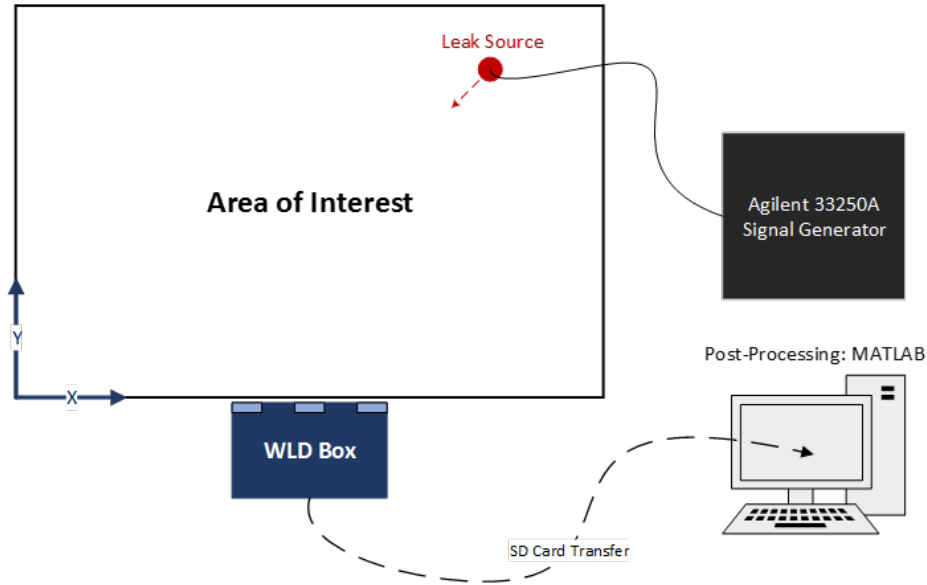 Leak Source
Area of Interest
Agilent 33250A
Signal Generator
Y
X
Post-Processing: MATLAB
WLD Box
SD Card Transfer